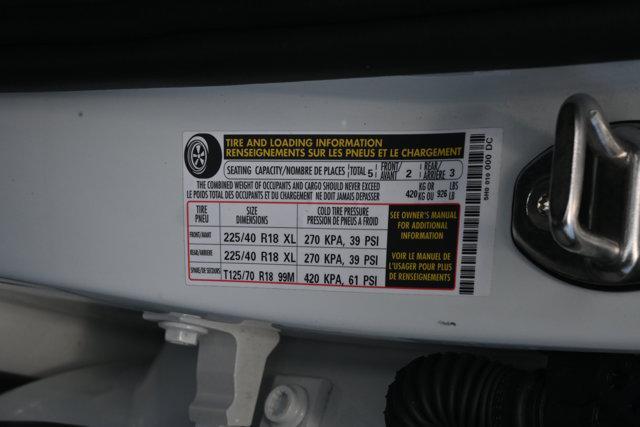 TIRE AND LOADING INFORMATION
RENSEIGNEMENTS SUR LES PNEUS ET LE CHARGEMENT
SEATING CAPACITY/NOMBRE DE PLACES TOTAL 5 FRONT/AVANT 2 REAR/ARRIÈRE 3
THE COMBINED WEIGHT OF OCCUPANTS AND CARGO SHOULD NEVER EXCEED 420 KG OR 926 LBS
LE POIDS TOTAL DES OCCUPANTS ET DU CHARGEMENT NE DOIT JAMAIS DEPASSER KG OU LB
TIRE PNEU SIZE DIMENSIONS COLD TIRE PRESSURE PRESSION DE PNEU A FROID
FRONT/AVANT 225/40 R18 XL 270 KPA, 39 PSI
REAR/ARRIÈRE 225/40 R18 XL 270 KPA, 39 PSI
SPARE/DE SECOURS T125/70 R18 99M 420 KPA, 61 PSI
SEE OWNER'S MANUAL
FOR ADDITIONAL
INFORMATION
VOIR LE MANUEL DE
L'USAGER POUR PLUS
DE RENSEIGNEMENTS
5H0 010 000 DC